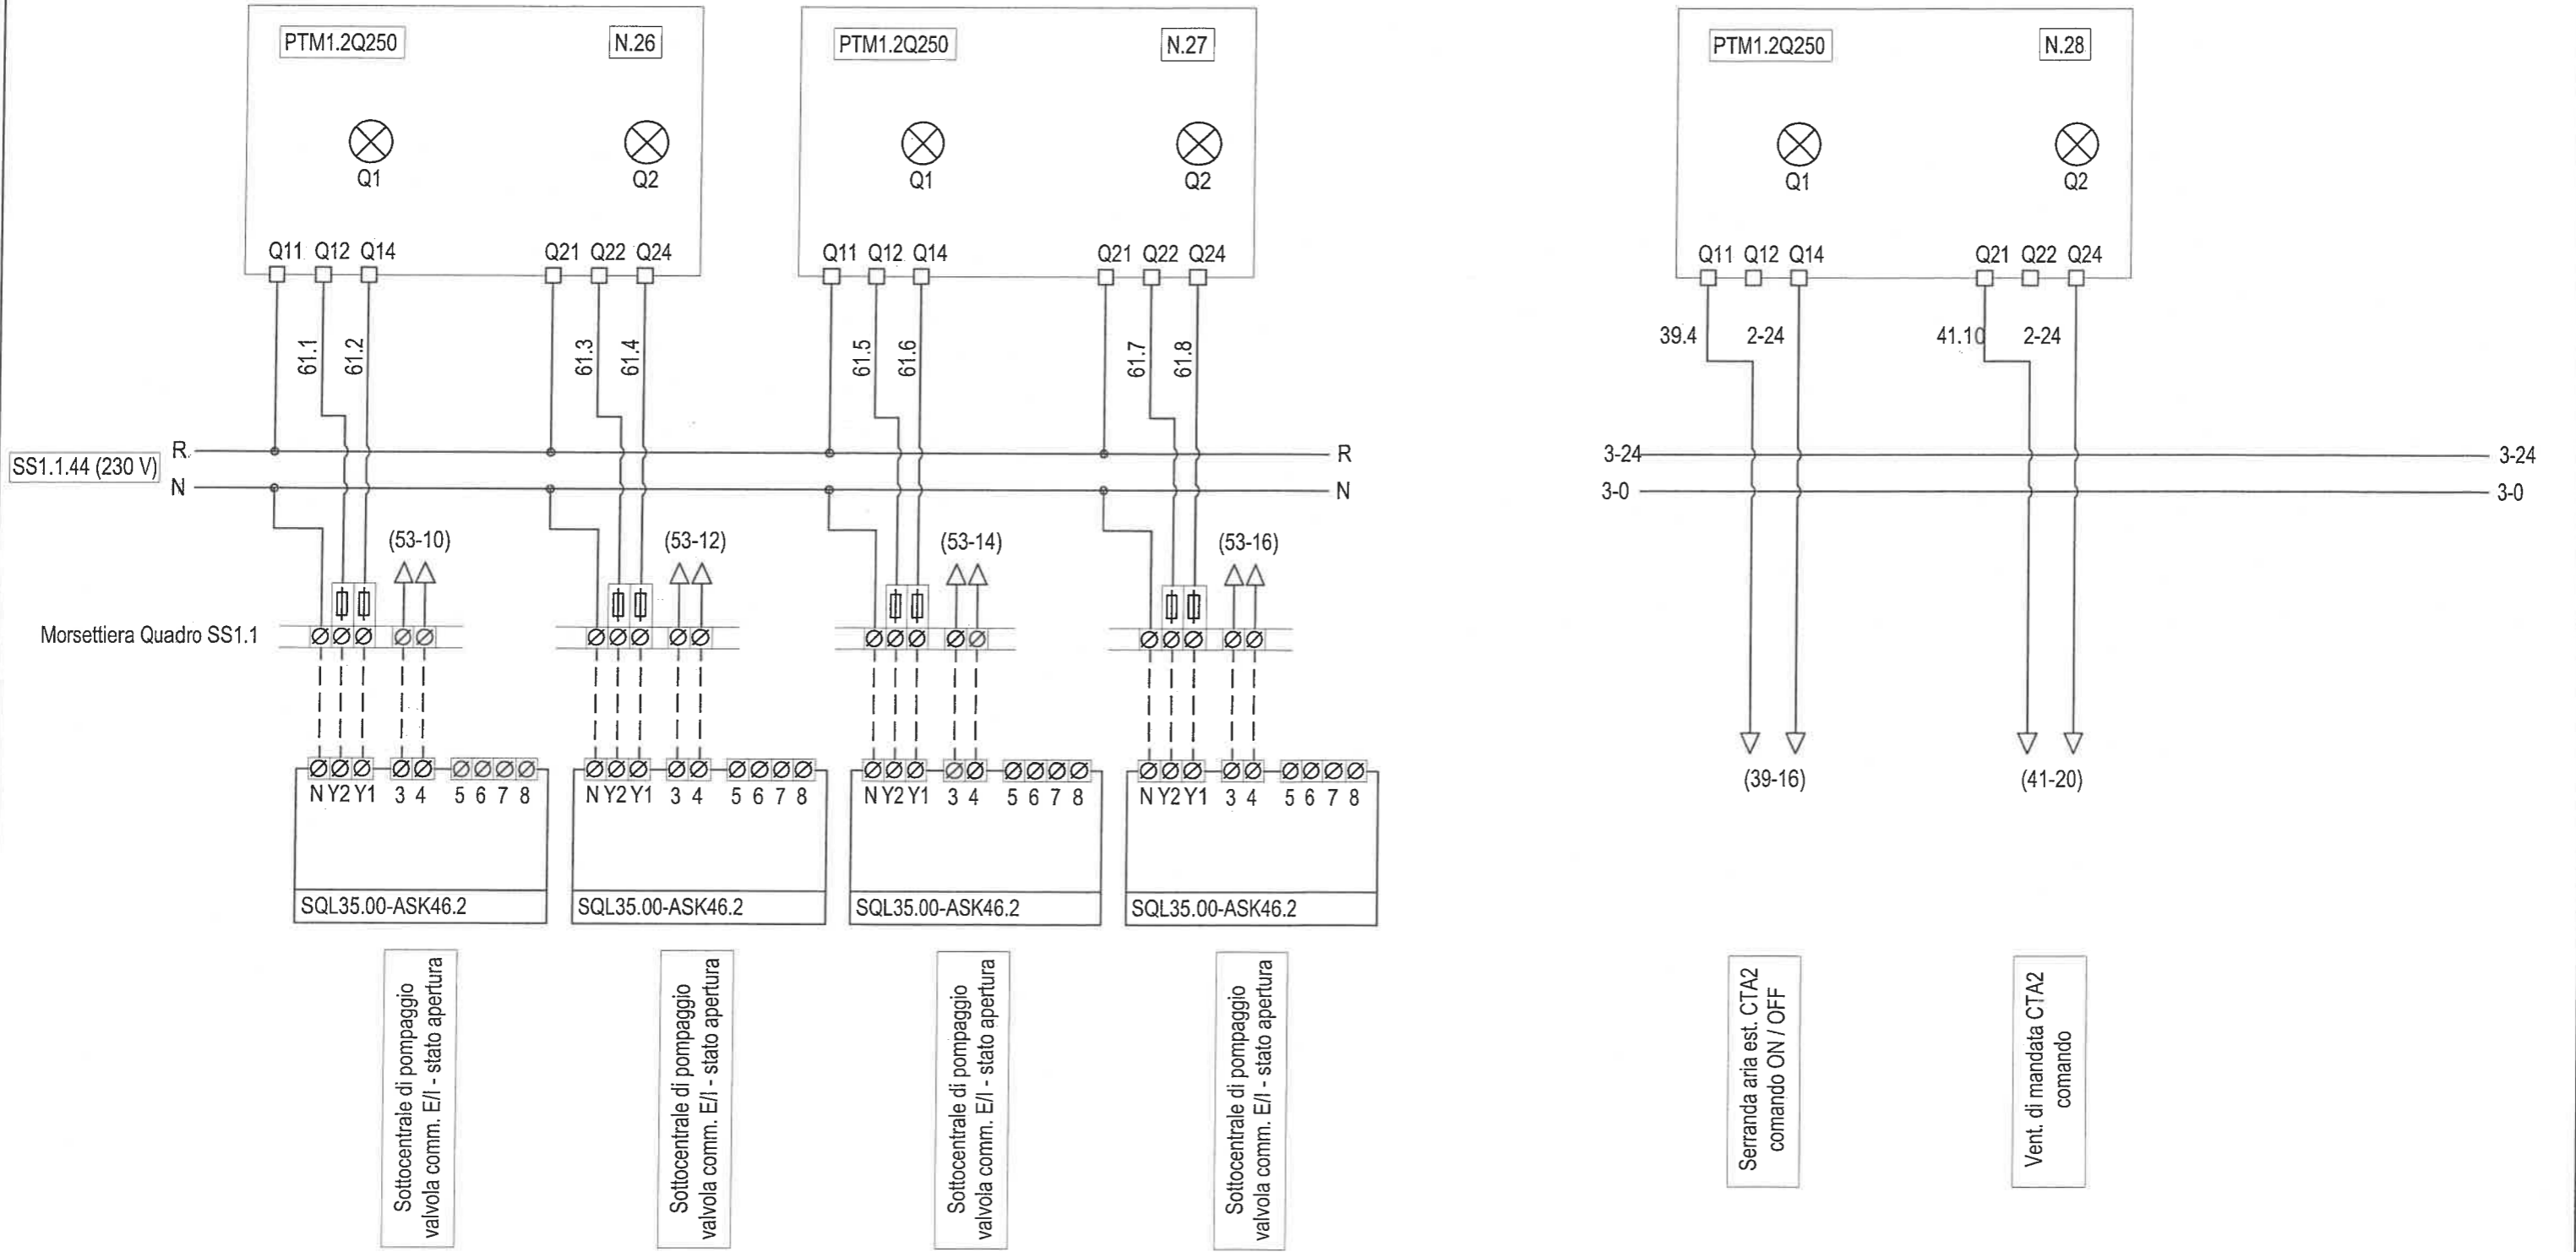 PTM1.2Q250 N.26 PTM1.2Q250 N.27 PTM1.2Q250 N.28
Q1 Q2 Q1 Q2 Q1 Q2
Q11 Q12 Q14 Q21 Q22 Q24 Q11 Q12 Q14 Q21 Q22 Q24 Q11 Q12 Q14 Q21 Q22 Q24
61.1 61.2 61.3 61.4 61.5 61.6 61.7 61.8 39.4 2-24 41.10 2-24
SS1.1.44 (230 V)
R R 3-24 3-24
N N 3-0 3-0
(53-10) (53-12) (53-14) (53-16)
Morsettiera Quadro SS1.1
(39-16) (41-20)
N Y2 Y1 3 4 5 6 7 8 N Y2 Y1 3 4 5 6 7 8 N Y2 Y1 3 4 5 6 7 8 N Y2 Y1 3 4 5 6 7 8
SQL35.00-ASK46.2 SQL35.00-ASK46.2 SQL35.00-ASK46.2 SQL35.00-ASK46.2
Sottocentrale di pompaggio
valvola comm. E/I - stato apertura
Sottocentrale di pompaggio
valvola comm. E/I - stato apertura
Sottocentrale di pompaggio
valvola comm. E/I - stato apertura
Sottocentrale di pompaggio
valvola comm. E/I - stato apertura
Serranda aria est. CTA2
comando ON / OFF
Vent. di mandata CTA2
comando